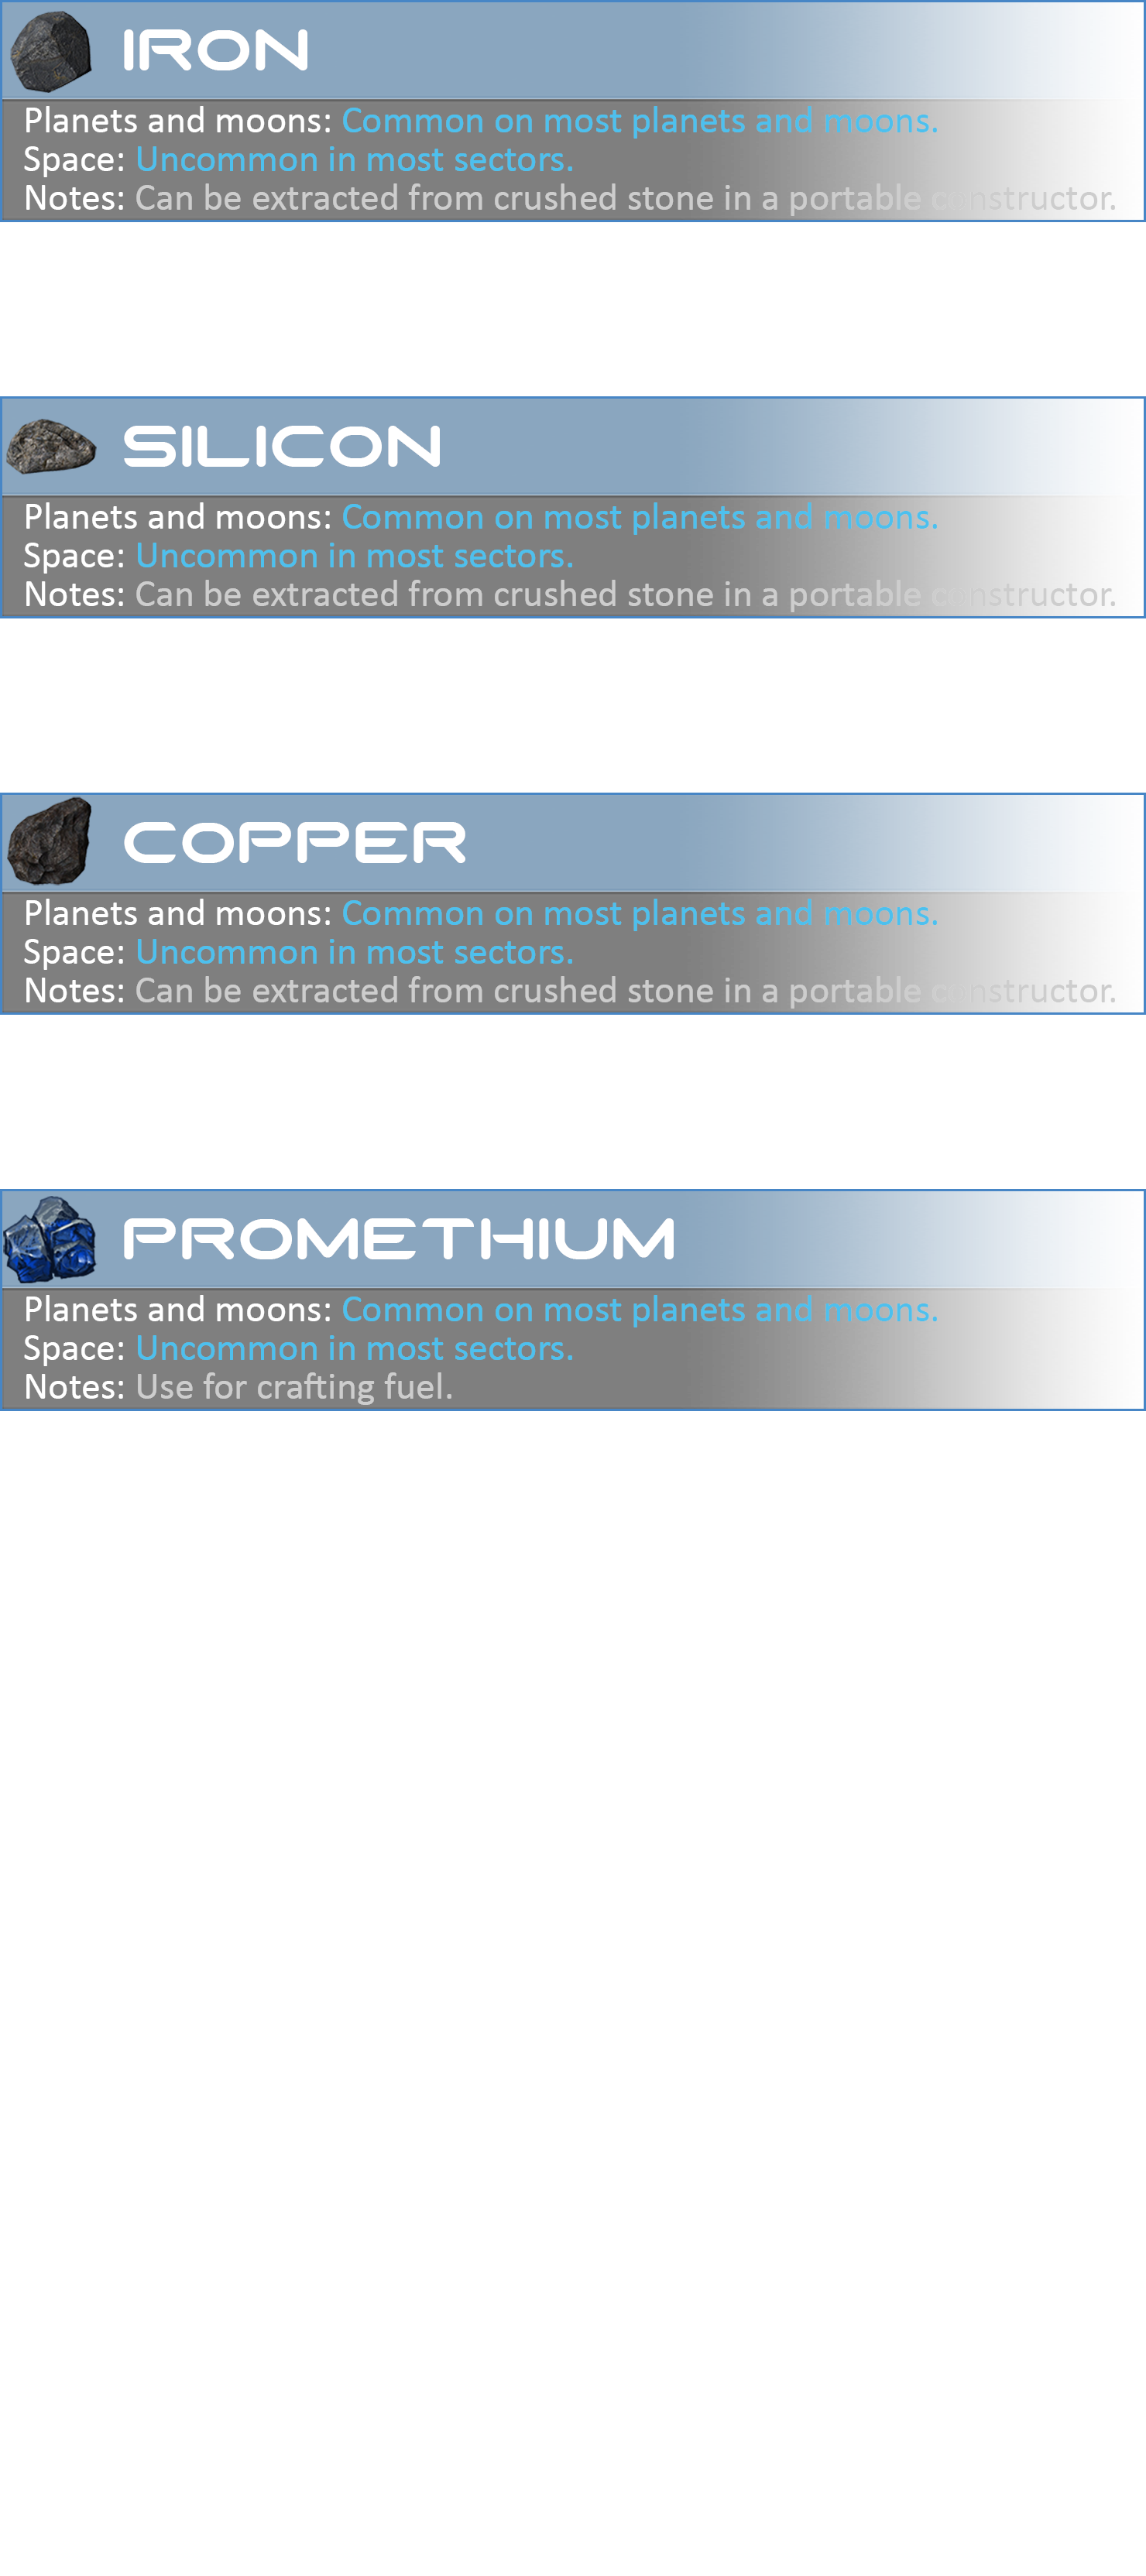 IRON
Planets and moons: Common on most planets and moons.
Space: Uncommon in most sectors.
Notes: Can be extracted from crushed stone in a portable constructor.
SILICON
Planets and moons: Common on most planets and moons.
Space: Uncommon in most sectors.
Notes: Can be extracted from crushed stone in a portable constructor.
COPPER
Planets and moons: Common on most planets and moons.
Space: Uncommon in most sectors.
Notes: Can be extracted from crushed stone in a portable constructor.
PROMETHIUM
Planets and moons: Common on most planets and moons.
Space: Uncommon in most sectors.
Notes: Use for crafting fuel.